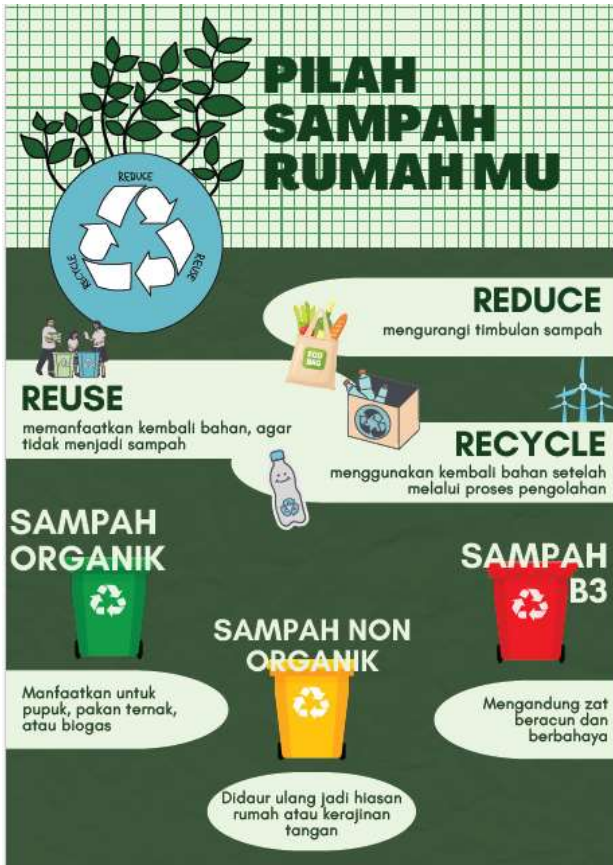 PILAH
SAMPAH
RUMAH MU
REDUCE
REUSE
RECYCLE
REDUCE
mengurangi timbulan sampah
ECO
BAG
REUSE
memanfaatkan kembali bahan, agar
tidak menjadi sampah
RECYCLE
menggunakan kembali bahan setelah
melalui proses pengolahan
SAMPAH
ORGANIK
SAMPAH
B3
SAMPAH NON
ORGANIK
Manfaatkan untuk
pupuk, pakan ternak,
atau biogas
Mengandung zat
beracun dan
berbahaya
Didaur ulang jadi hiasan
rumah atau kerajinan
tangan